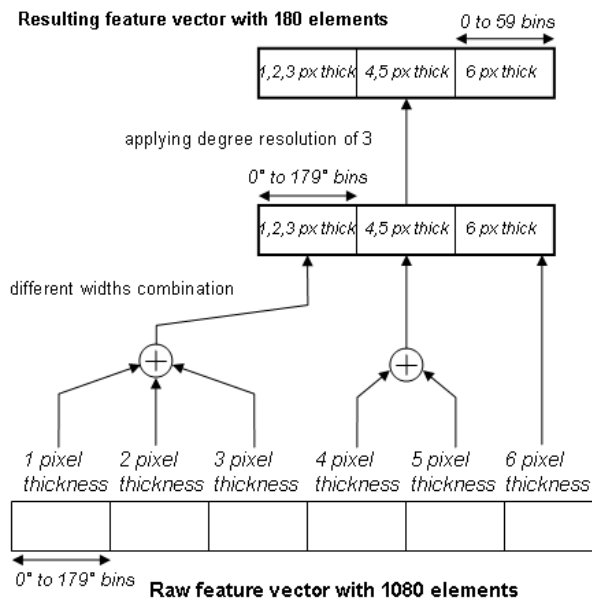 Resulting feature vector with 180 elements
0 to 59 bins
1,2,3 px thick
4,5 px thick
6 px thick
applying degree resolution of 3
0° to 179° bins
1,2,3 px thick
4,5 px thick
6 px thick
different widths combination
1 pixel
thickness
2 pixel
thickness
3 pixel
thickness
4 pixel
thickness
5 pixel
thickness
6 pixel
thickness
0° to 179° bins
Raw feature vector with 1080 elements